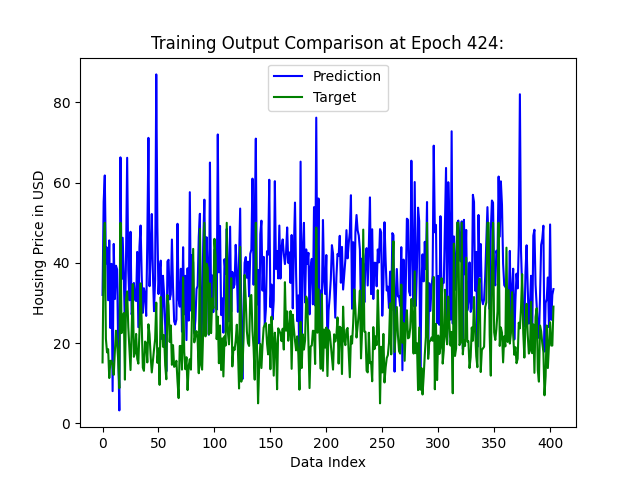 Training Output Comparison at Epoch 424:
Prediction
Target
Housing Price in USD
80
60
40
20
0
0 50 100 150 200 250 300 350 400
Data Index